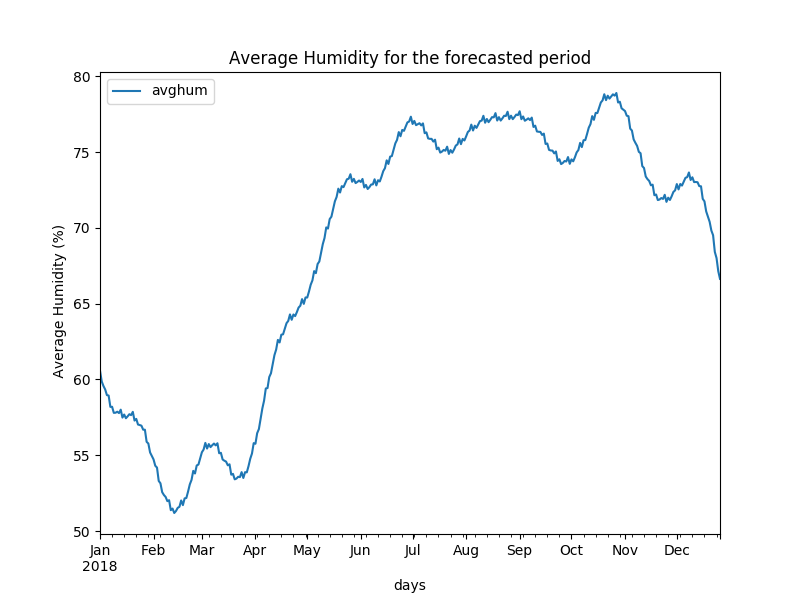 Average Humidity for the forecasted period
avghum
Average Humidity (%)
80
75
70
65
60
55
50
Jan Feb Mar Apr May Jun Jul Aug Sep Oct Nov Dec
2018
days